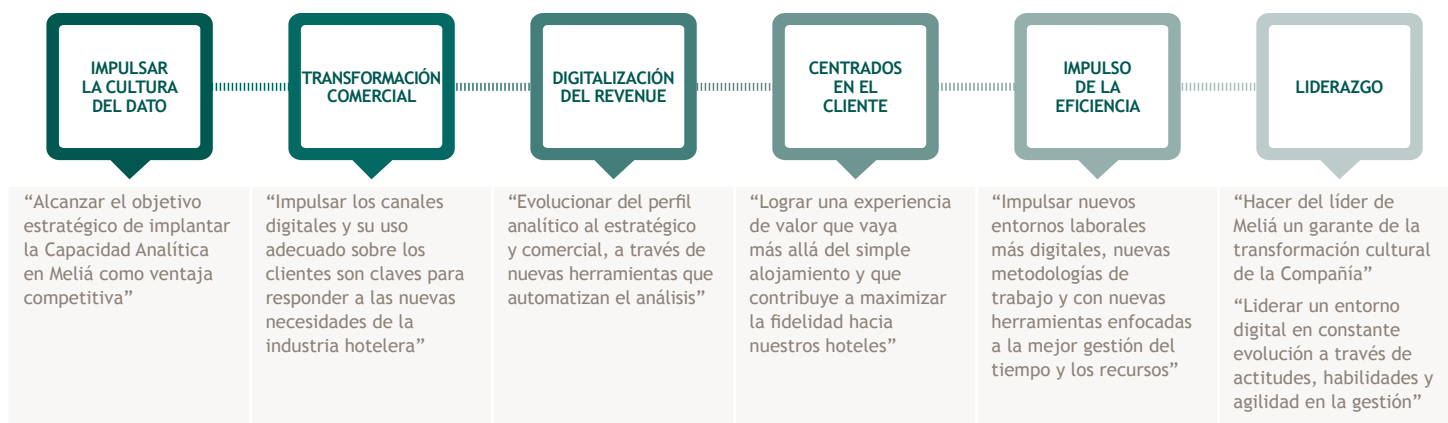 IMPULSAR
LA CULTURA
DEL DATO
TRANSFORMACIÓN
COMERCIAL
DIGITALIZACIÓN
DEL REVENUE
CENTRADOS
EN EL
CLIENTE
IMPULSO
DE LA
EFICIENCIA
LIDERAZGO
“Alcanzar el objetivo
estratégico de implantar
la Capacidad Analítica
en Meliá como ventaja
competitiva”
“Impulsar los canales
digitales y su uso
adecuado sobre los
clientes son claves para
responder a las nuevas
necesidades de la
industria hotelera”
“Evolucionar del perfil
analítico al estratégico
y comercial, a través de
nuevas herramientas que
automatizan el análisis”
“Lograr una experiencia
de valor que vaya
más allá del simple
alojamiento y que
contribuye a maximizar
la fidelidad hacia
nuestros hoteles”
“Impulsar nuevos
entornos laborales
más digitales, nuevas
metodologías de
trabajo y con nuevas
herramientas enfocadas
a la mejor gestión del
tiempo y los recursos”
“Hacer del líder de
Meliá un garante de la
transformación cultural
de la Compañía”
“Liderar un entorno
digital en constante
evolución a través de
actitudes, habilidades y
agilidad en la gestión”